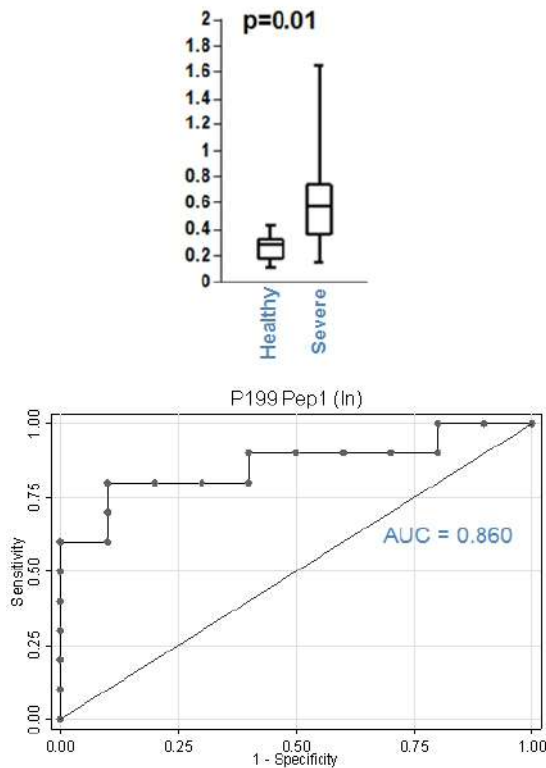 p=0.01
2
1.8
1.6
1.4
1.2
1
0.8
0.6
0.4
0.2
0
Healthy
Severe
P199 Pep1 (ln)
Sensitivity
1.00
0.75
0.50
0.25
0.00
AUC = 0.860
0.00 0.25 0.50 0.75 1.00
1 - Specificity